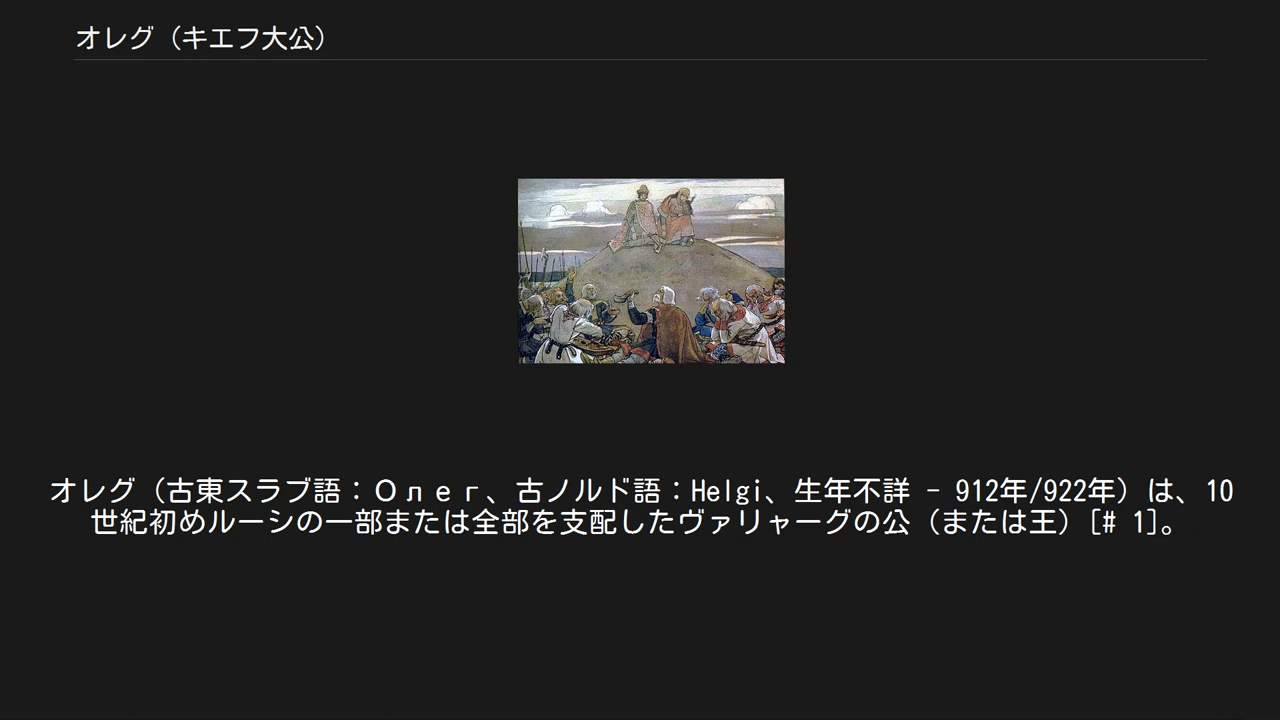 オレグ（キエフ大公）
オレグ（古東スラブ語：Олег、古ノルド語：Helgi、生年不詳 - 912年/922年）は、10
世紀初めルーシの一部または全部を支配したヴァリャーグの公（または王）[# 1]。